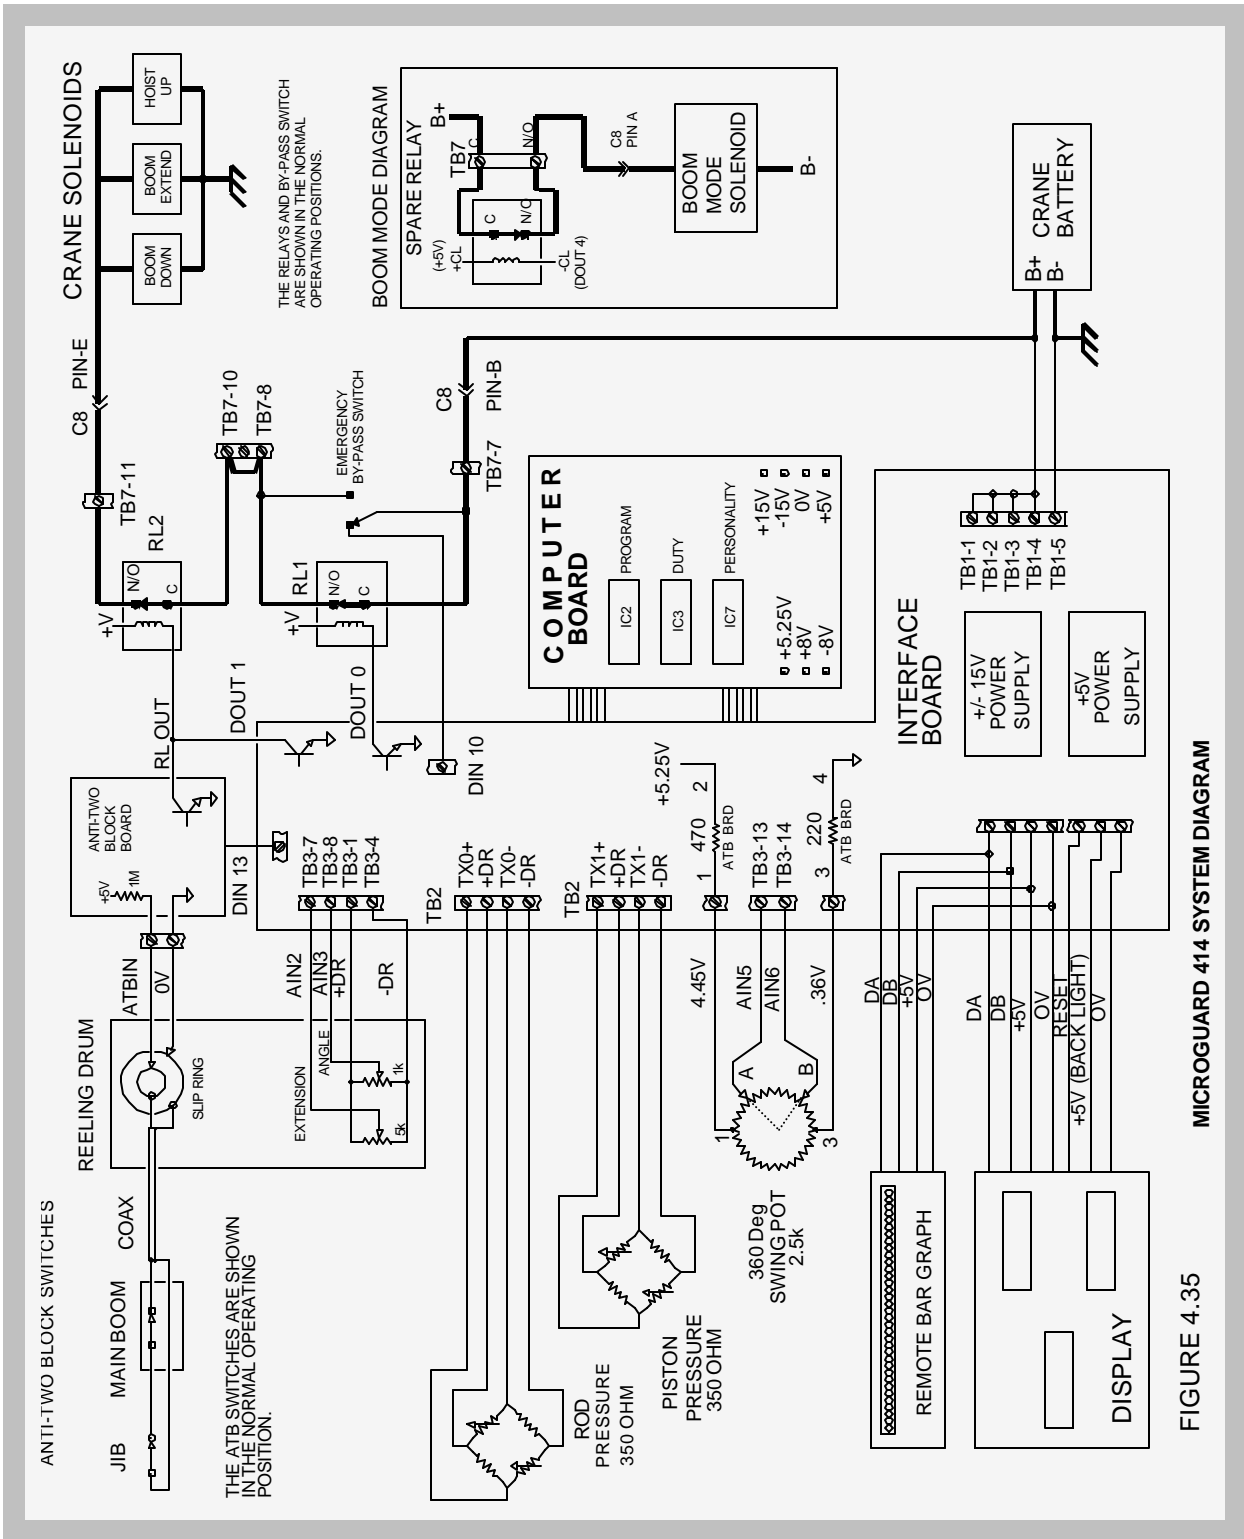 ANTI-TWO BLOCK SWITCHES
JIB
MAIN BOOM
COAX
THE ATB SWITCHES ARE SHOWN
IN THE NORMAL OPERATING
POSITION.
REELING DRUM
SLIP RING
EXTENSION
ANGLE
5k
1k
ATBIN
0V
+5V
1M
ANTI-TWO
BLOCK
BOARD
DIN 13
RL OUT
DOUT 1
DOUT 0
DIN 10
AIN2
AIN3
+DR
-DR
TB3-7
TB3-8
TB3-1
TB3-4
+V
RL2
N/O
C
TB7-11
C8
PIN-E
CRANE SOLENOIDS
BOOM
DOWN
BOOM
EXTEND
HOIST
UP
THE RELAYS AND BY-PASS SWITCH
ARE SHOWN IN THE NORMAL
OPERATING POSITIONS.
TB7-10
TB7-8
+V
RL1
N/O
C
EMERGENCY
BY-PASS SWITCH
TB7-7
C8
PIN-B
BOOM MODE DIAGRAM
SPARE RELAY
(+5V)
+CL
-CL
(DOUT 4)
C
N/O
TB7
C
N/O
B+
C8
PIN A
BOOM
MODE
SOLENOID
B-
CRANE
BATTERY
B+
B-
COMPUTER
BOARD
IC2
PROGRAM
IC3
DUTY
IC7
PERSONALITY
+5.25V
+8V
-8V
+15V
-15V
0V
+5V
INTERFACE
BOARD
+/- 15V
POWER
SUPPLY
+5V
POWER
SUPPLY
TB1-1
TB1-2
TB1-3
TB1-4
TB1-5
TB2
TX0+
+DR
TX0-
-DR
ROD
PRESSURE
350 OHM
TB2
TX1+
+DR
TX1-
-DR
PISTON
PRESSURE
350 OHM
+5.25V
1
470
2
ATB BRD
TB3-13
TB3-14
3
220
4
ATB BRD
4.45V
AIN5
AIN6
.36V
A
B
1
3
360 Deg
SWING POT
2.5k
REMOTE BAR GRAPH
DA
DB
+5V
OV
DISPLAY
DA
DB
+5V
OV
RESET
+5V (BACK LIGHT)
OV
FIGURE 4.35
MICROGUARD 414 SYSTEM DIAGRAM